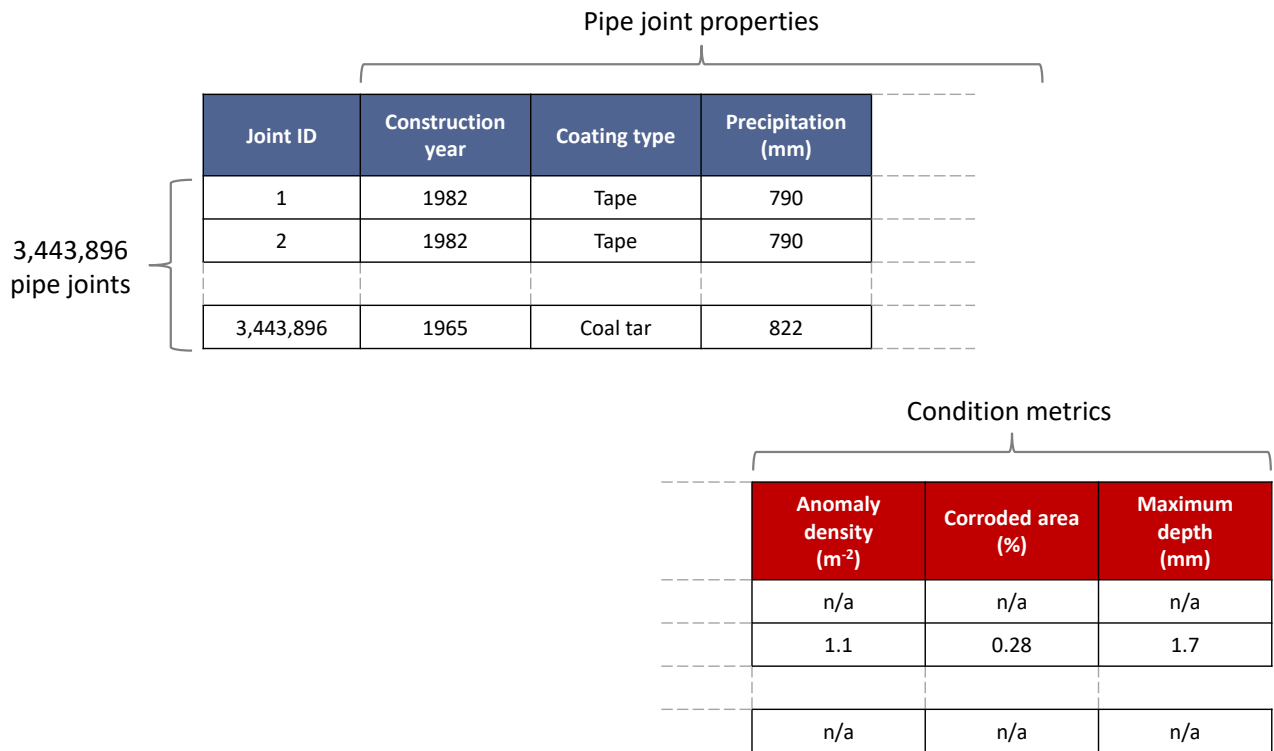 Pipe joint properties
Joint ID
Construction
year
Coating type
Precipitation
(mm)
1
1982
Tape
790
2
1982
Tape
790
3,443,896
pipe joints
3,443,896
1965
Coal tar
822
Condition metrics
Anomaly
density
(m⁻²)
Corroded area
(%)
Maximum
depth
(mm)
n/a
n/a
n/a
1.1
0.28
1.7
n/a
n/a
n/a